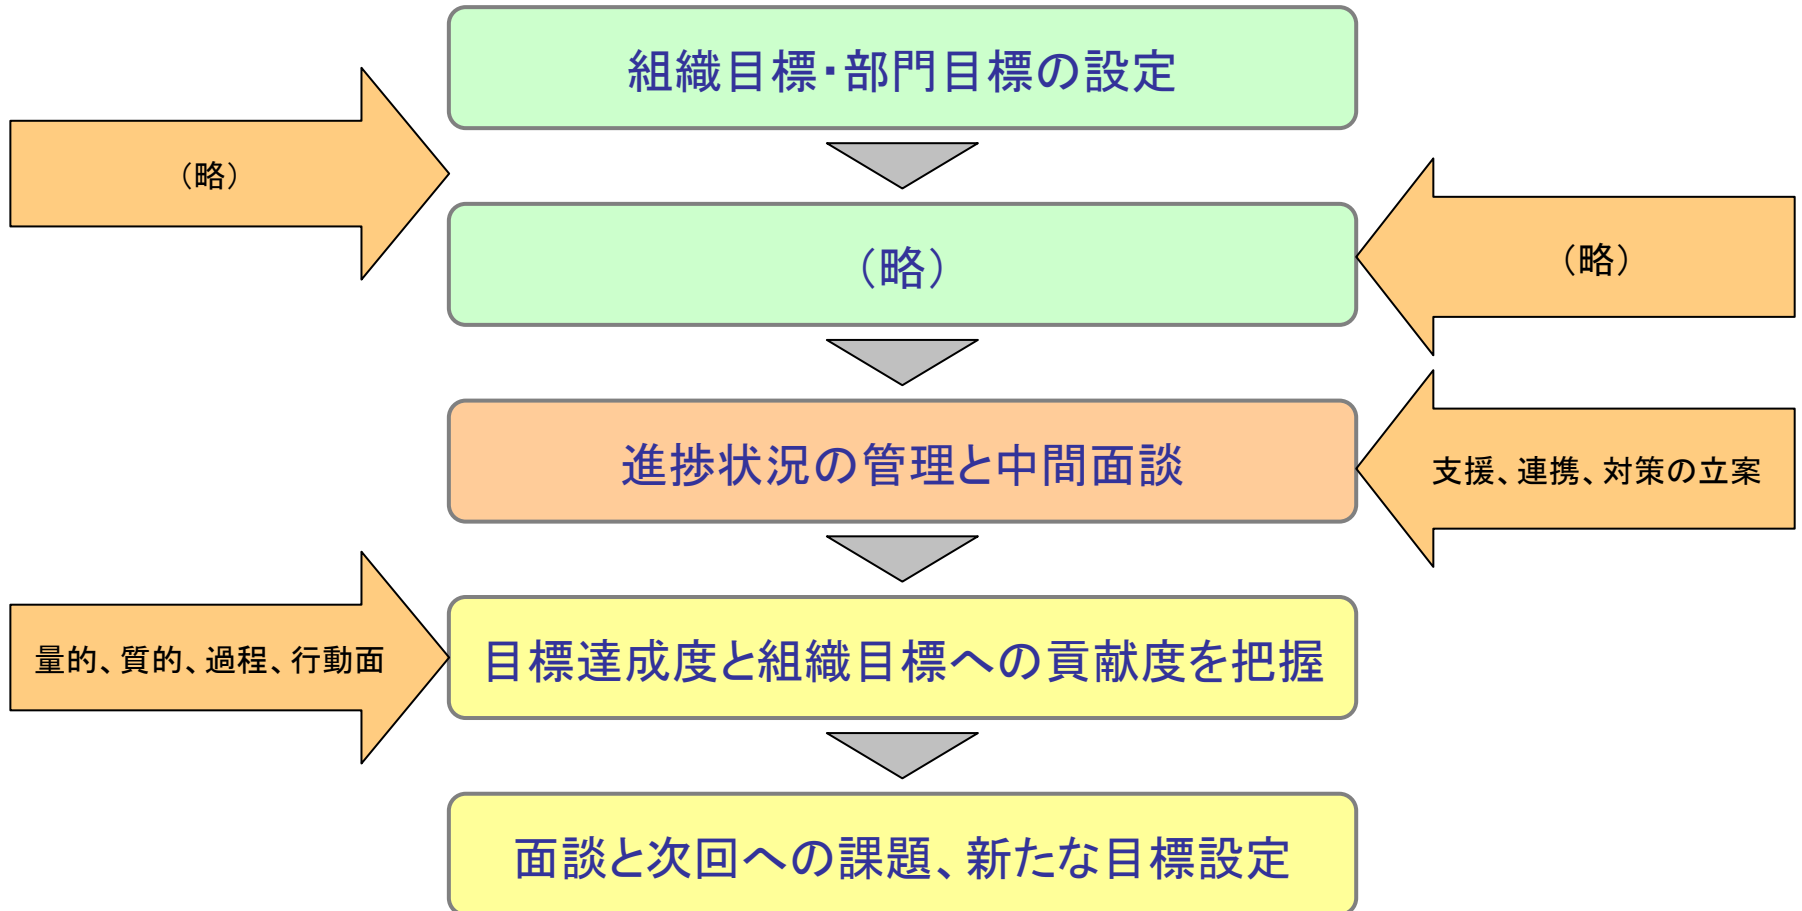 組織目標・部門目標の設定
（略）
（略）
（略）
進捗状況の管理と中間面談
支援、連携、対策の立案
量的、質的、過程、行動面
目標達成度と組織目標への貢献度を把握
面談と次回への課題、新たな目標設定